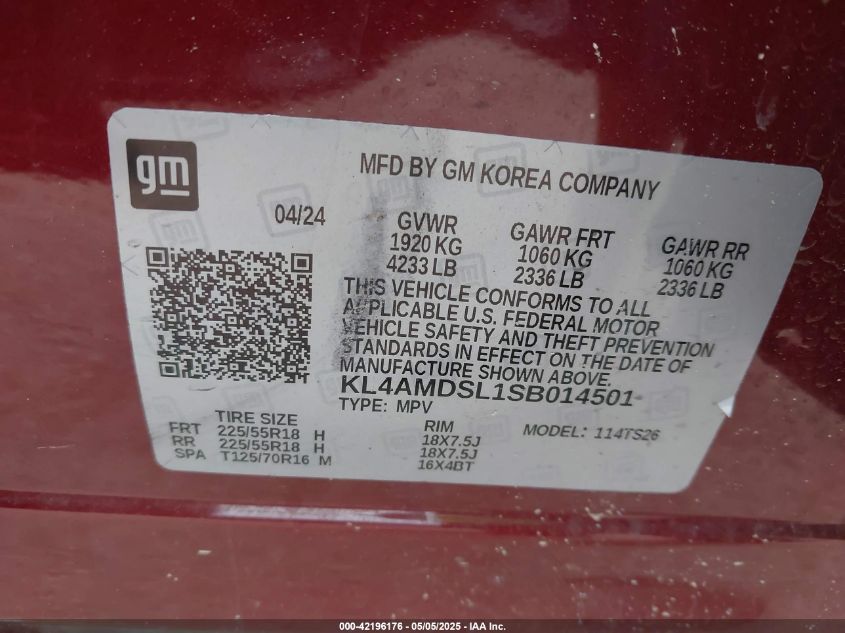 gm
MFD BY GM KOREA COMPANY
04/24
GVWR
1920 KG
4233 LB
GAWR FRT
1060 KG
2336 LB
GAWR RR
1060 KG
2336 LB
THIS VEHICLE CONFORMS TO ALL
APPLICABLE U.S. FEDERAL MOTOR
VEHICLE SAFETY AND THEFT PREVENTION
STANDARDS IN EFFECT ON THE DATE OF
MANUFACTURE SHOWN ABOVE.
KL4AMDSL1SB014501
TYPE: MPV
MODEL: 114TS26
TIRE SIZE
FRT 225/55R18 H
RR 225/55R18 H
SPA T125/70R16 M
RIM
18X7.5J
18X7.5J
16X4BT
000-42196176 - 05/05/2025 - IAA Inc.